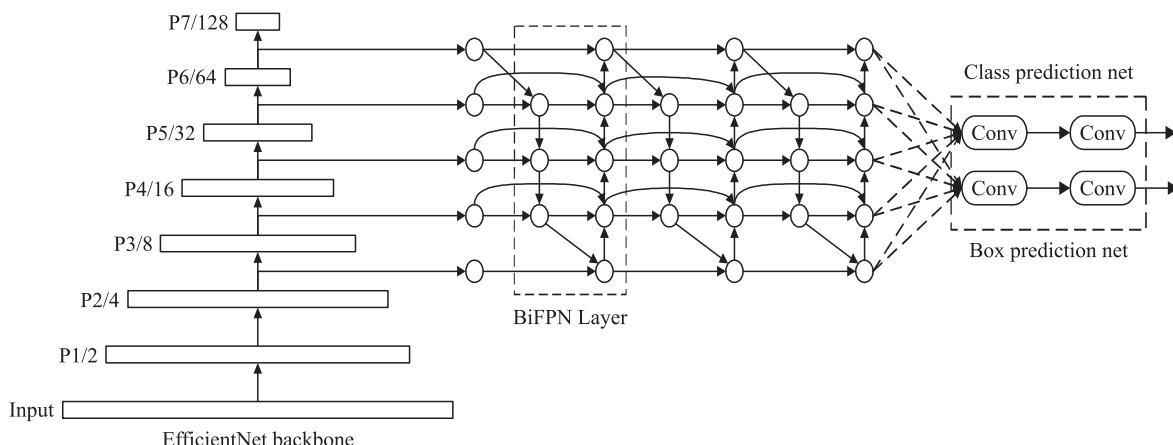 P7/128
P6/64
P5/32
P4/16
P3/8
P2/4
P1/2
Input
EfficientNet backbone
BiFPN Layer
Class prediction net
Conv Conv
Conv Conv
Box prediction net